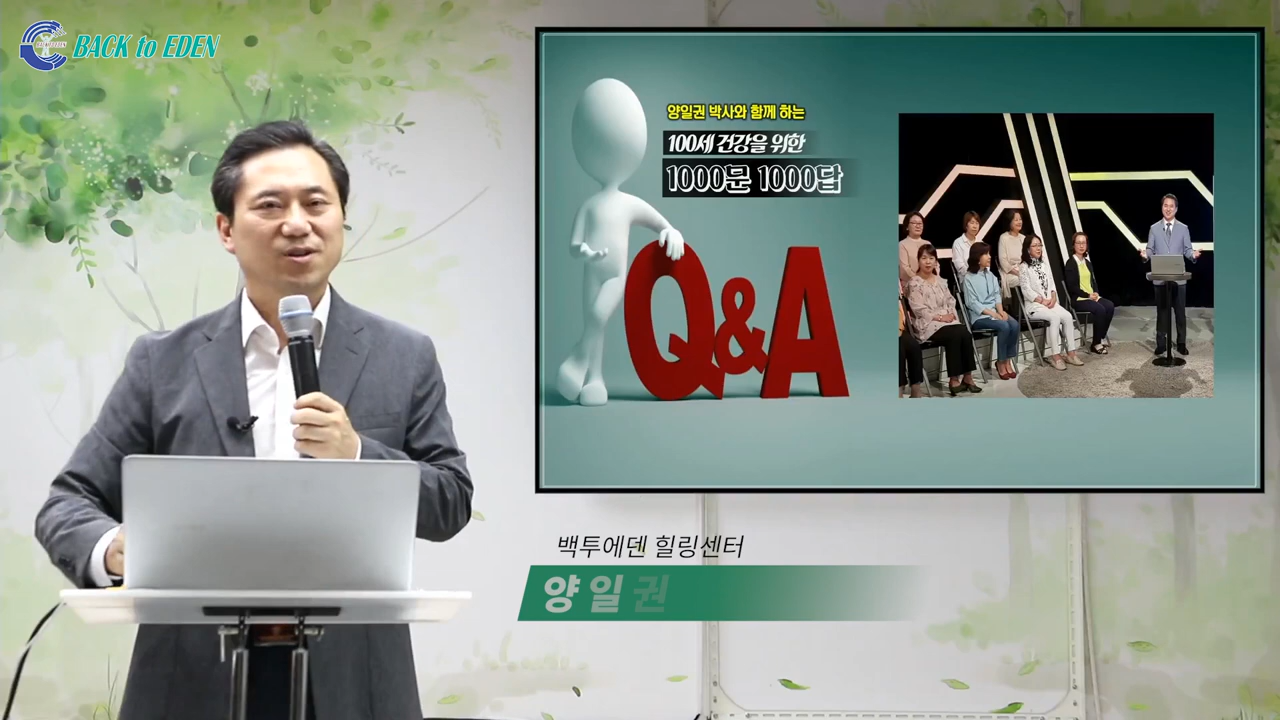 BACK to EDEN
양일권 박사와 함께 하는
100세 건강을 위한
1000문 1000답
Q&A
백투에덴 힐링센터
양일권